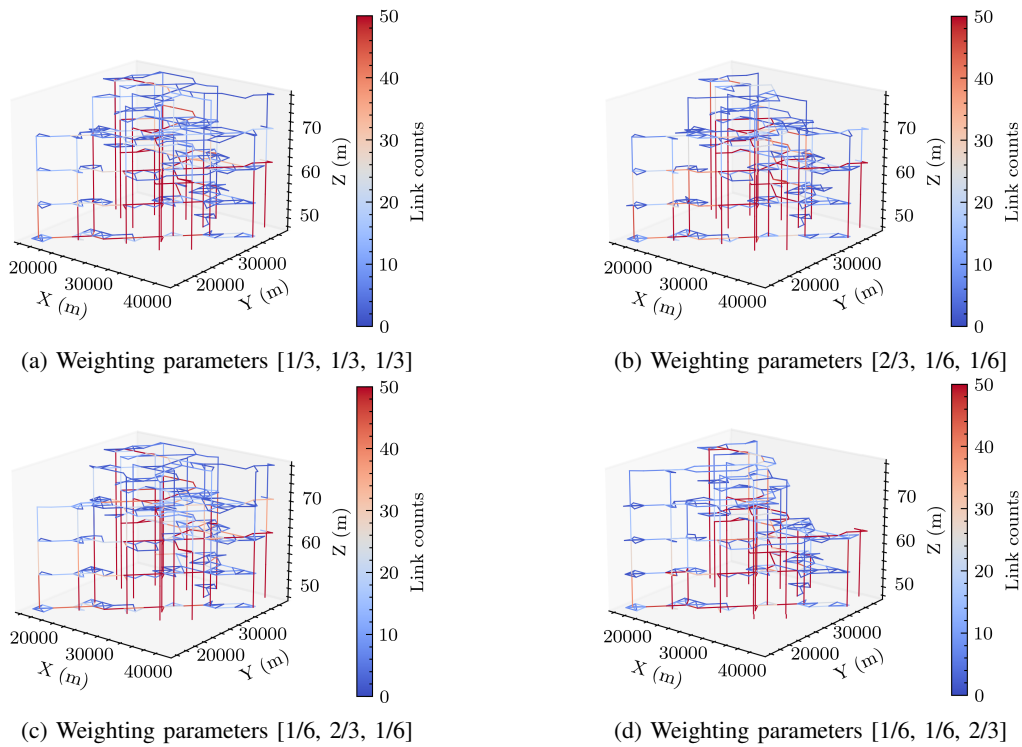 50
40
30
20
10
0
Link counts
70
60
50
Z (m)
20000
30000
40000
X (m)
20000
30000
Y (m)
(a) Weighting parameters [1/3, 1/3, 1/3]
50
40
30
20
10
0
Link counts
70
60
50
Z (m)
20000
30000
40000
X (m)
20000
30000
Y (m)
(b) Weighting parameters [2/3, 1/6, 1/6]
50
40
30
20
10
0
Link counts
70
60
50
Z (m)
20000
30000
40000
X (m)
20000
30000
Y (m)
(c) Weighting parameters [1/6, 2/3, 1/6]
50
40
30
20
10
0
Link counts
70
60
50
Z (m)
20000
30000
40000
X (m)
20000
30000
Y (m)
(d) Weighting parameters [1/6, 1/6, 2/3]